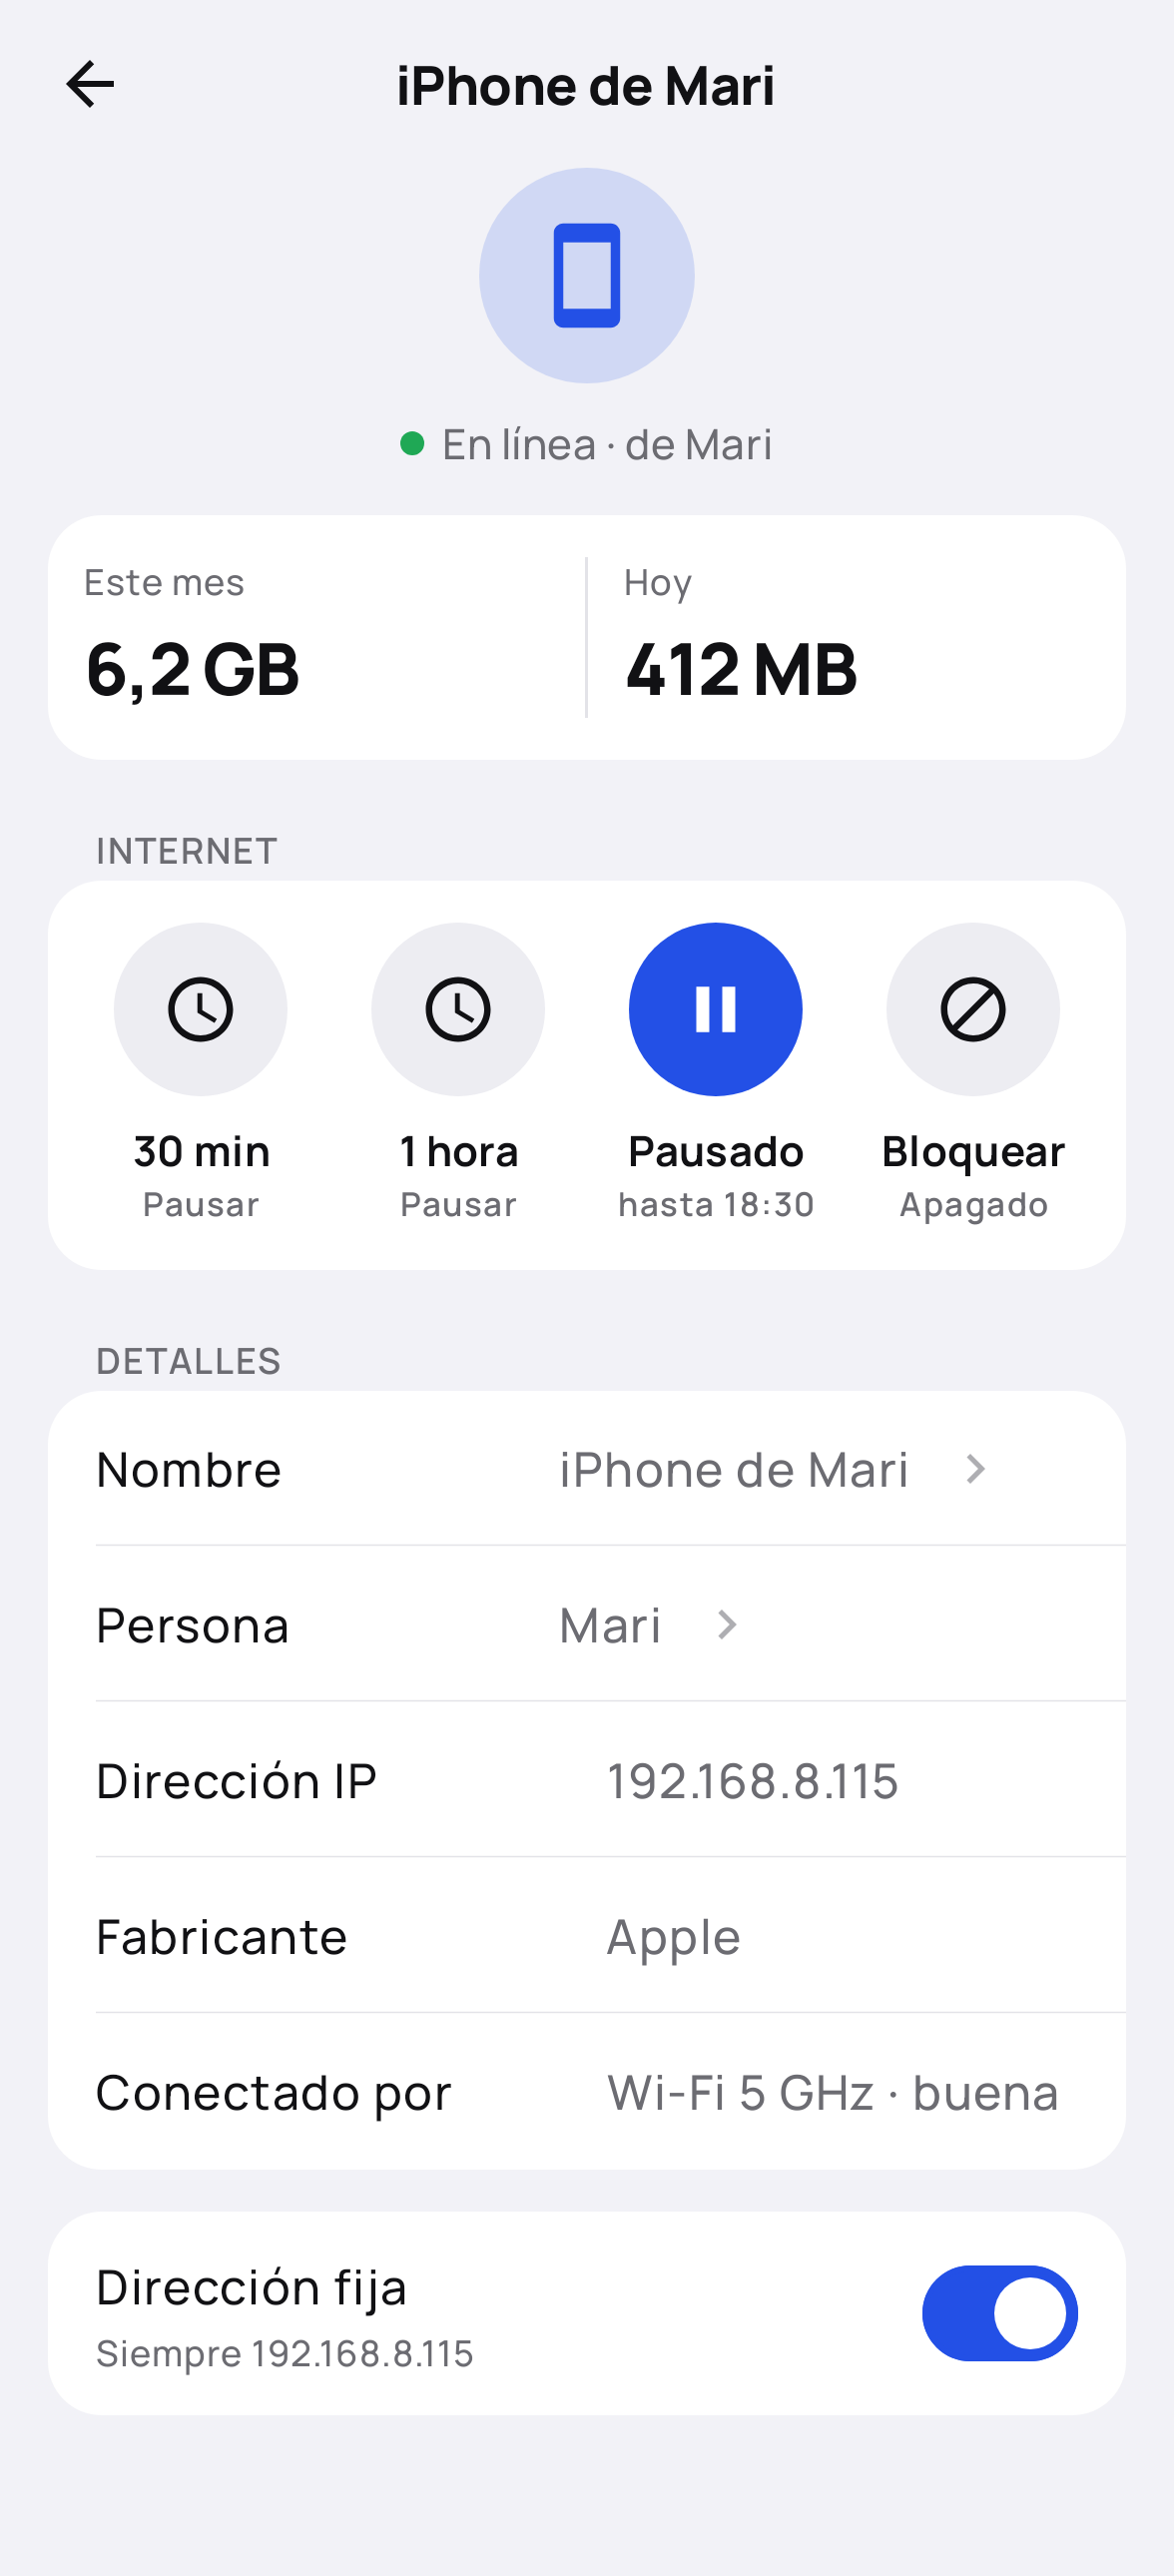 iPhone de Mari
En línea · de Mari
Este mes
Hoy
6,2 GB
412 MB
INTERNET
30 min
1 hora
Pausado
Bloquear
Pausar
Pausar
hasta 18:30
Apagado
DETALLES
Nombre
iPhone de Mari
Persona
Mari
Dirección IP
192.168.8.115
Fabricante
Apple
Conectado por
Wi-Fi 5 GHz · buena
Dirección fija
Siempre 192.168.8.115